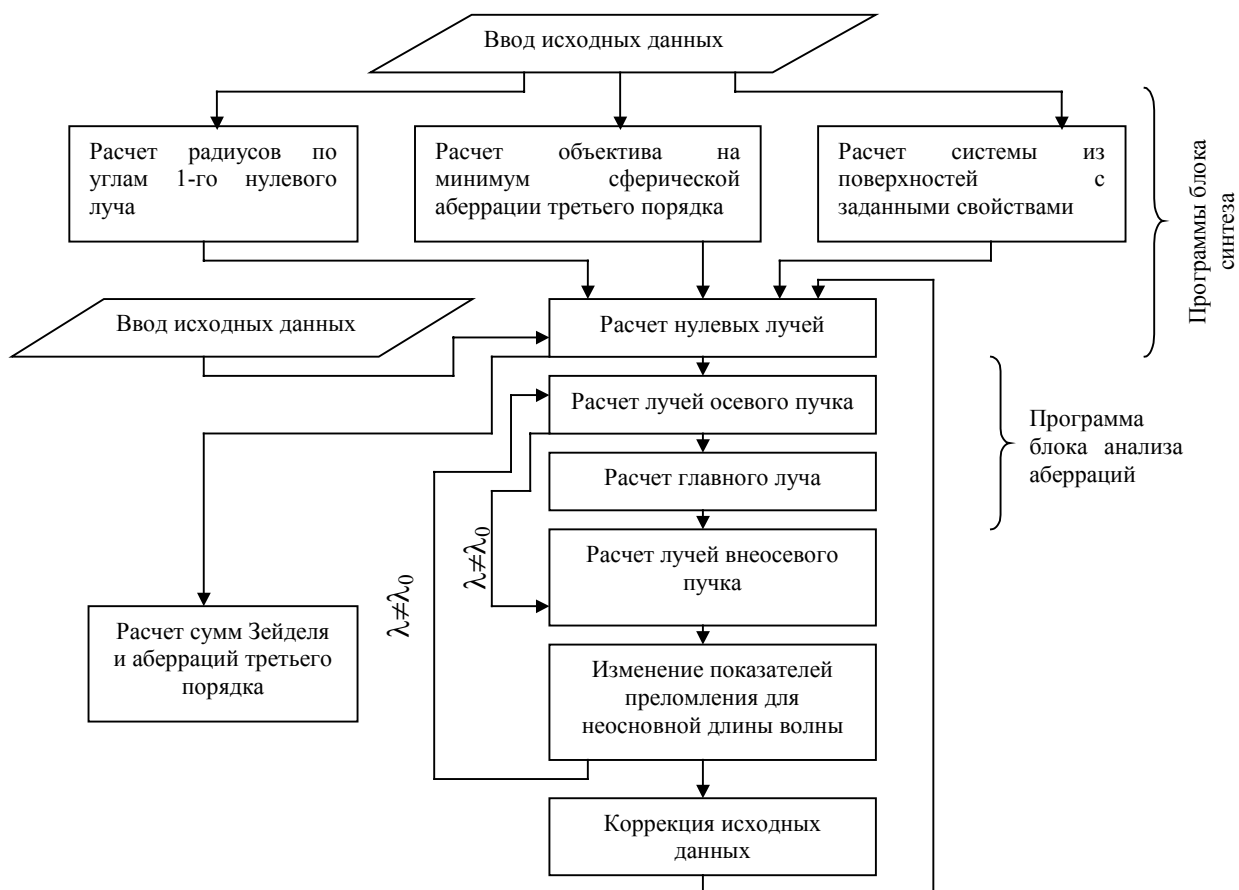 Ввод исходных данных
Расчет радиусов по
углам 1-го нулевого
луча
Расчет объектива на
минимум сферической
аберрации третьего порядка
Расчет системы из
поверхностей с
заданными свойствами
Программы блока
синтеза
Ввод исходных данных
Расчет нулевых лучей
Расчет лучей осевого пучка
Программа
блока анализа
аберраций
Расчет главного луча
λ≠λ0
λ≠λ0
Расчет лучей внеосевого
пучка
Расчет сумм Зейделя
и аберраций третьего
порядка
Изменение показателей
преломления для
неосновной длины волны
Коррекция исходных
данных